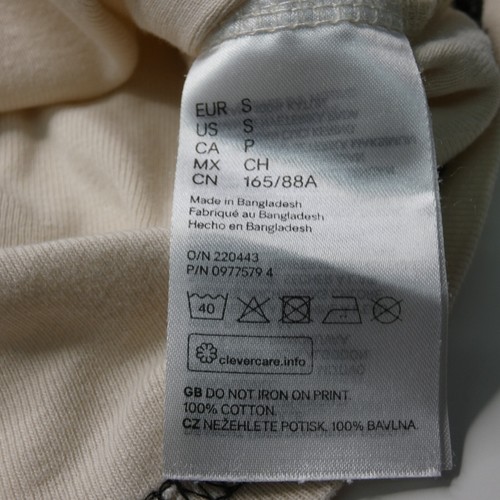 EUR S
US S
CA P
MX CH
CN 165/88A
Made in Bangladesh
Fabriqué au Bangladesh
Hecho en Bangladesh
O/N 220443
P/N 0977579 4
40
clevercare.info
GB DO NOT IRON ON PRINT.
100% COTTON.
CZ NEŽEHLETE POTISK. 100% BAVLNA.